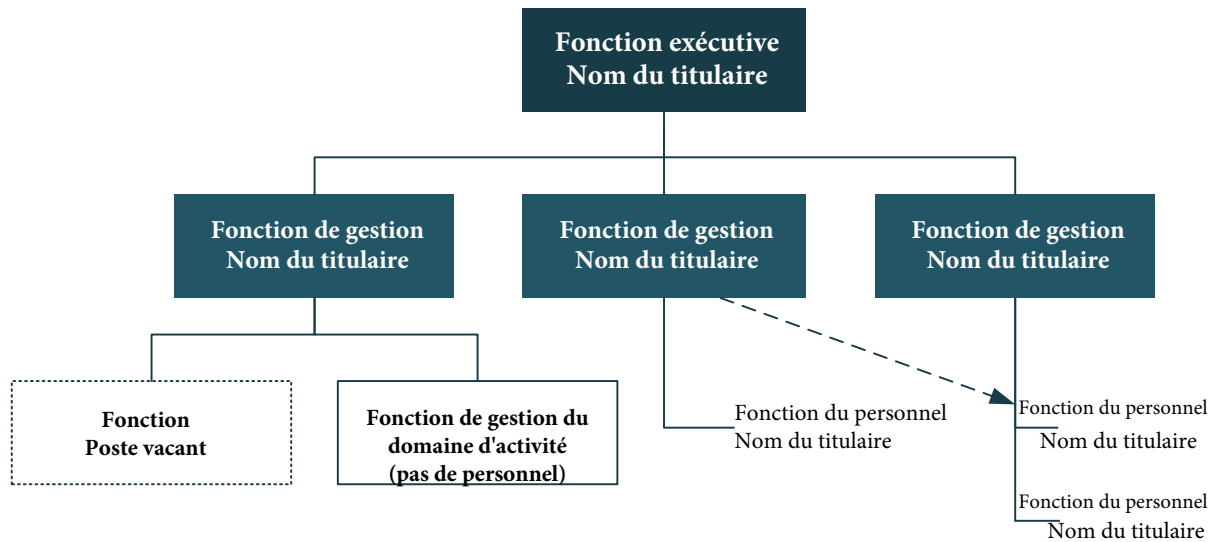 Fonction exécutive
Nom du titulaire
Fonction de gestion
Nom du titulaire
Fonction de gestion
Nom du titulaire
Fonction de gestion
Nom du titulaire
Fonction
Poste vacant
Fonction de gestion du
domaine d'activité
(pas de personnel)
Fonction du personnel
Nom du titulaire
Fonction du personnel
Nom du titulaire
Fonction du personnel
Nom du titulaire